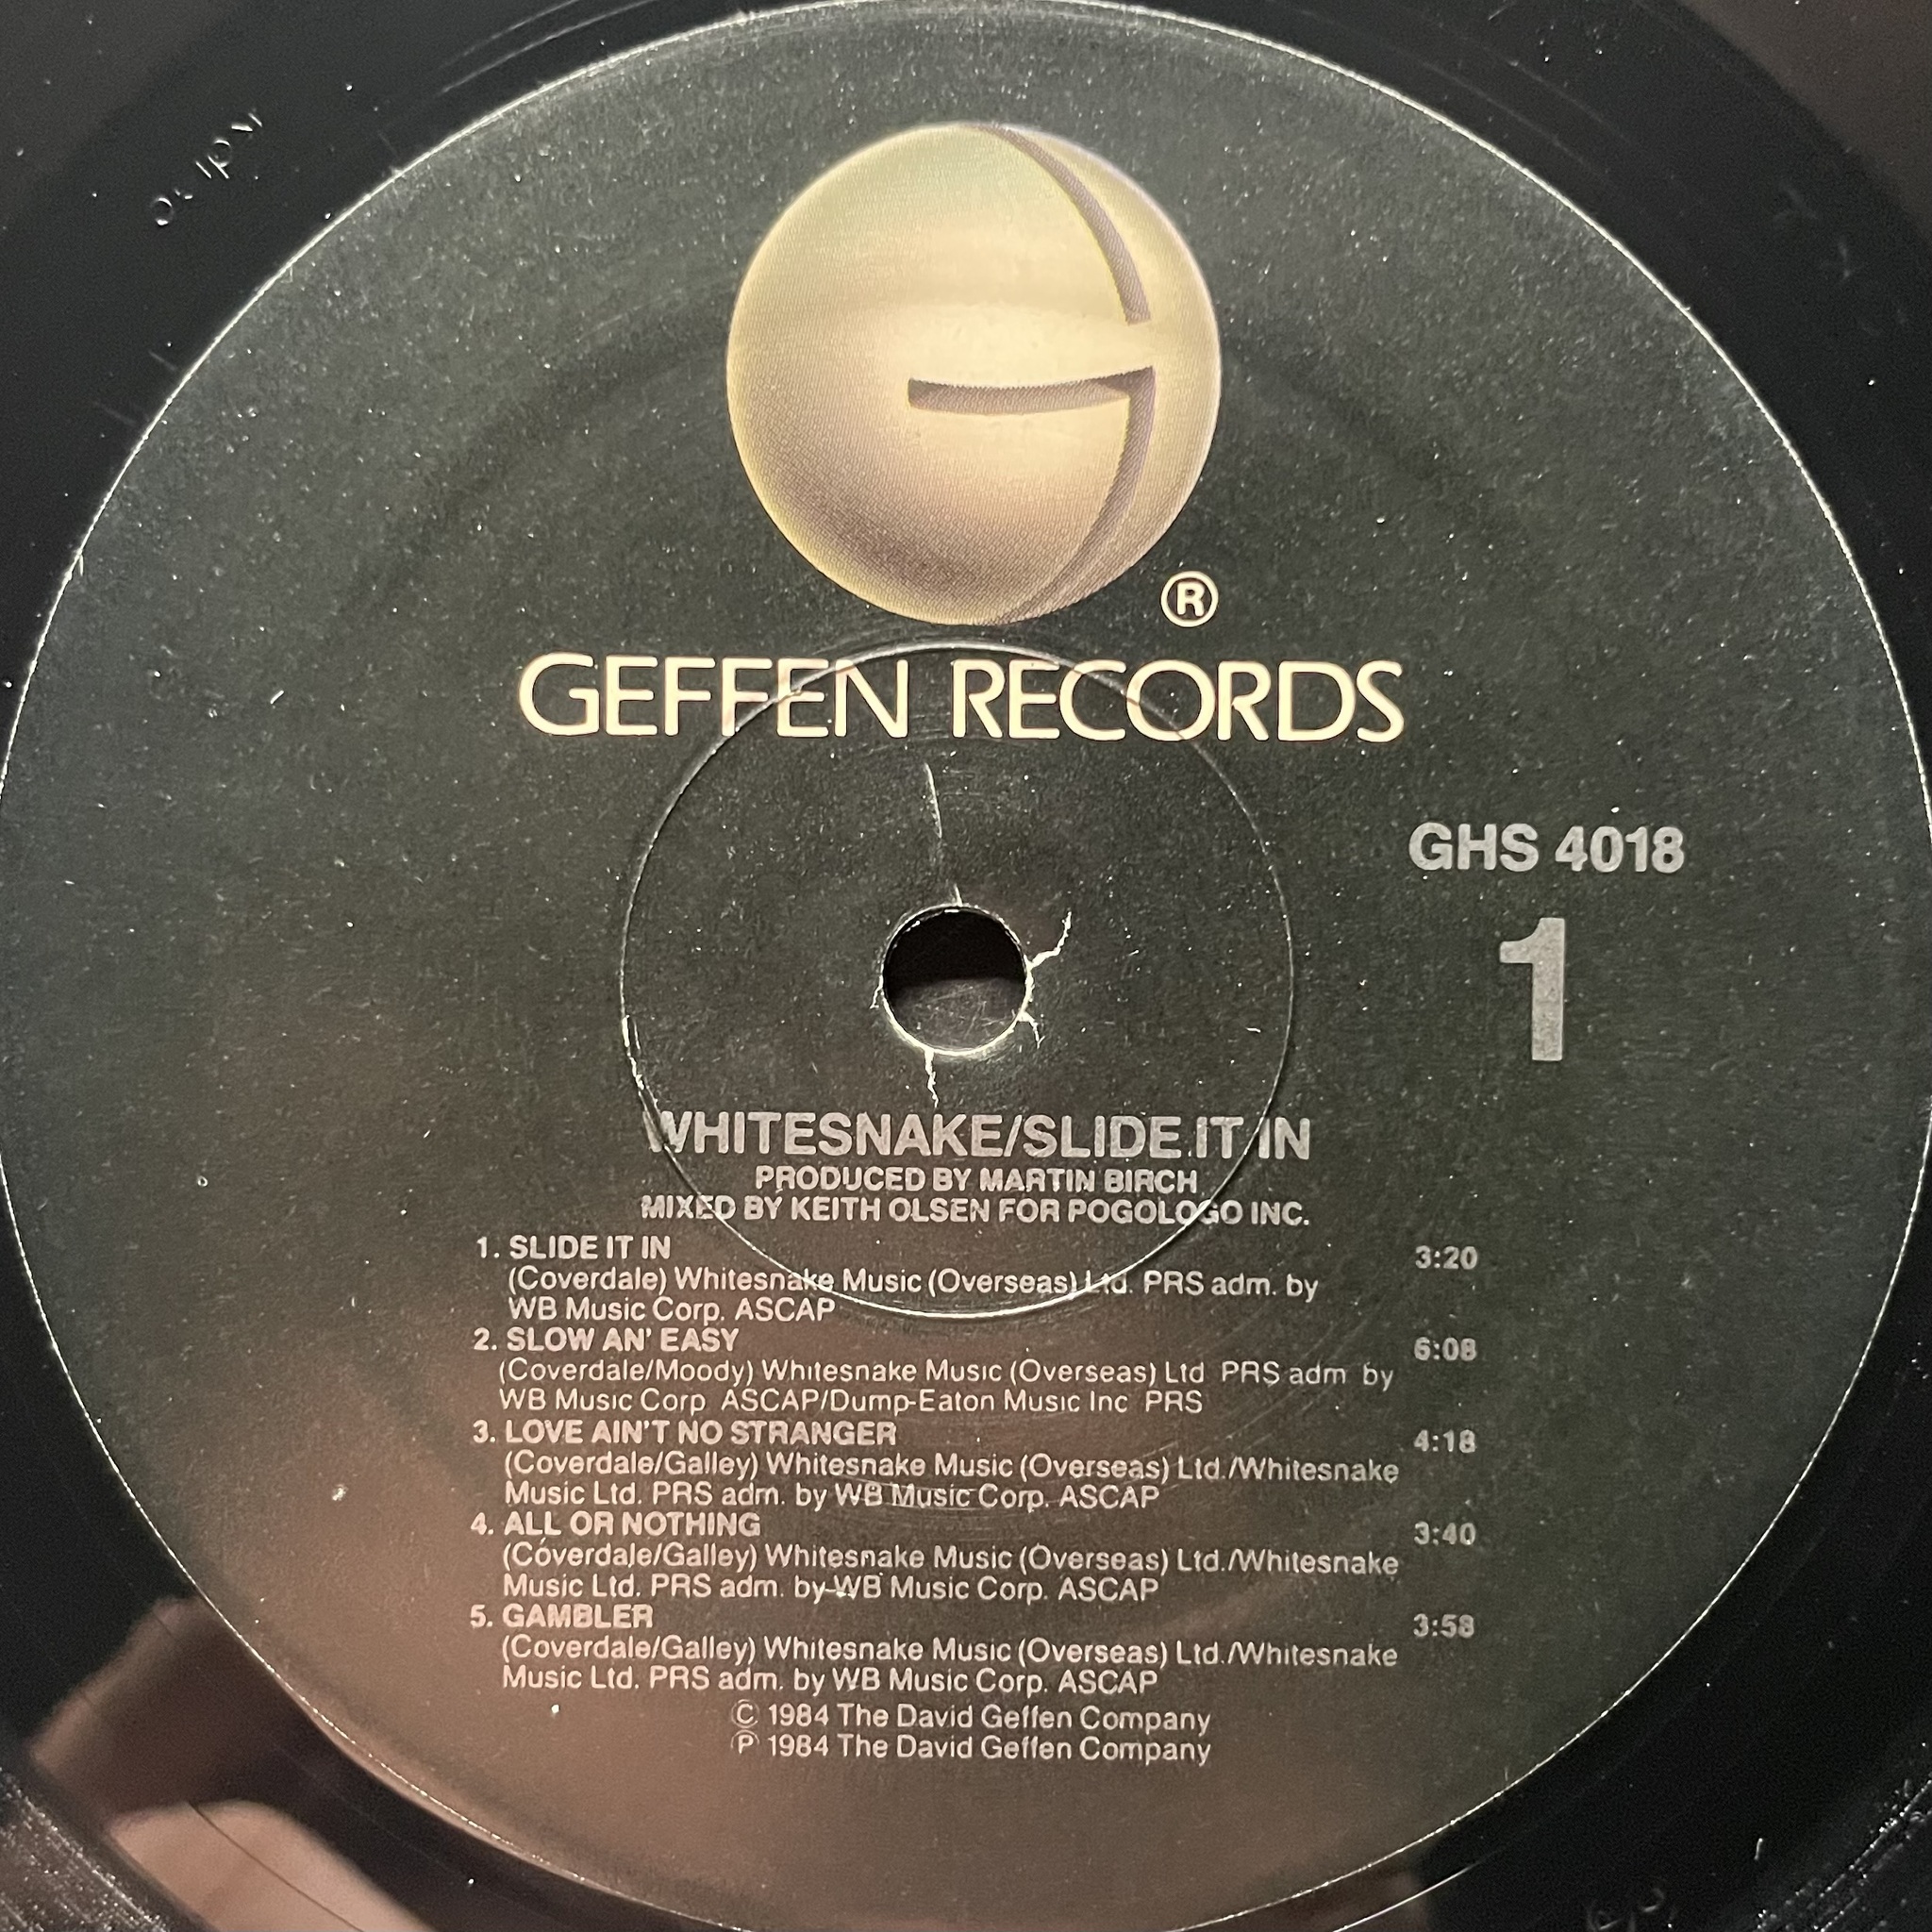 ®
GEFFEN RECORDS
GHS 4018
1
WHITESNAKE/SLIDE IT IN
PRODUCED BY MARTIN BIRCH
MIXED BY KEITH OLSEN FOR POGOLOGO INC.
1. SLIDE IT IN 3:20
(Coverdale) Whitesnake Music (Overseas) Ltd. PRS adm. by
WB Music Corp. ASCAP
2. SLOW AN' EASY 6:08
(Coverdale/Moody) Whitesnake Music (Overseas) Ltd PRS adm by
WB Music Corp ASCAP/Dump-Eaton Music Inc PRS
3. LOVE AIN'T NO STRANGER 4:18
(Coverdale/Galley) Whitesnake Music (Overseas) Ltd./Whitesnake
Music Ltd. PRS adm. by WB Music Corp. ASCAP
4. ALL OR NOTHING 3:40
(Coverdale/Galley) Whitesnake Music (Overseas) Ltd./Whitesnake
Music Ltd. PRS adm. by WB Music Corp. ASCAP
5. GAMBLER 3:58
(Coverdale/Galley) Whitesnake Music (Overseas) Ltd./Whitesnake
Music Ltd. PRS adm. by WB Music Corp. ASCAP
© 1984 The David Geffen Company
℗ 1984 The David Geffen Company